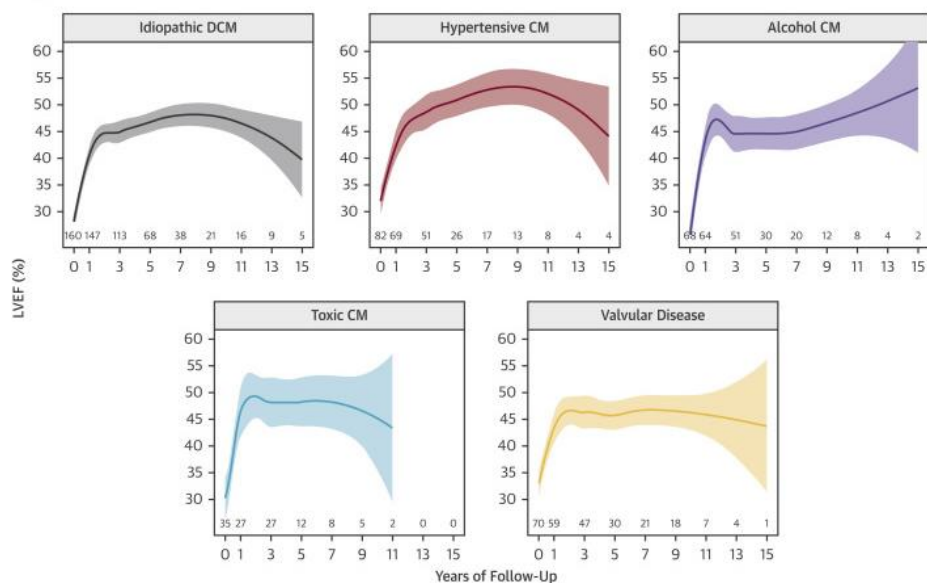 Idiopathic DCM
60
55
50
45
40
35
30
160 147 113 68 38 21 16 9 5
0 1 3 5 7 9 11 13 15
Hypertensive CM
60
55
50
45
40
35
30
82 69 51 26 17 13 8 4 4
0 1 3 5 7 9 11 13 15
Alcohol CM
60
55
50
45
40
35
30
68 64 51 30 20 12 8 4 2
0 1 3 5 7 9 11 13 15
LVEF (%)
Toxic CM
60
55
50
45
40
35
30
35 27 27 12 8 5 2 0 0
0 1 3 5 7 9 11 13 15
Valvular Disease
60
55
50
45
40
35
30
70 59 47 30 21 18 7 4 1
0 1 3 5 7 9 11 13 15
Years of Follow-Up